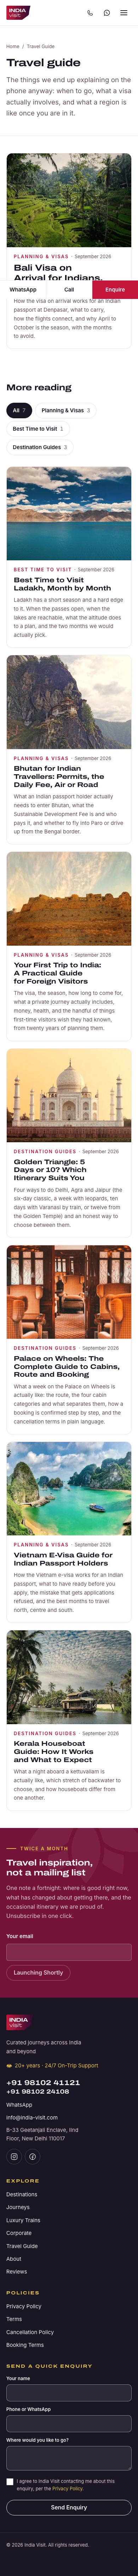 INDIA
visit
Home / Travel Guide
Travel guide
The things we end up explaining on the
phone: when to go, what a visa
actually involves, and what a region is
like once you are in it.
PLANNING & VISAS · September 2026
Bali Visa on
Arrival for Indians,
WhatsApp Call Enquire
How the visa on arrival works for an Indian
passport at Denpasar, what to carry,
how the flights connect, and why April to
October is the season, with the months
to avoid.
More reading
All 7
Planning & Visas 3
Best Time to Visit 1
Destination Guides 3
BEST TIME TO VISIT · September 2026
Best Time to Visit
Ladakh, Month by Month
Ladakh has a short season and a hard edge
to it. When the passes open, when the
lakes are reachable, what the altitude does
to a plan, and the two months we would
actually pick.
PLANNING & VISAS · September 2026
Bhutan for Indian
Travellers: Permits, the
Daily Fee, Air or Road
What an Indian passport holder actually
needs to enter Bhutan, what the
Sustainable Development Fee is and who
pays it, and whether to fly into Paro or drive
up from the Bengal border.
PLANNING & VISAS · September 2026
Your First Trip to India:
A Practical Guide
for Foreign Visitors
The visa, the season, how long to come for,
what a private journey actually includes,
money, health, and the handful of things
first-time visitors wish they had known,
from twenty years of planning them.
DESTINATION GUIDES · September 2026
Golden Triangle: 5
Days or 10? Which
Itinerary Suits You
Four ways to do Delhi, Agra and Jaipur (the
six-day classic, a week with leopards, ten
days with Varanasi, or twelve from
the Golden Temple) and an honest way to
choose between them.
DESTINATION GUIDES · September 2026
Palace on Wheels: The
Complete Guide to Cabins,
Route and Booking
What a week on the Palace on Wheels is
actually like: the route, the four cabin
categories and what separates them, how a
booking is confirmed step by step, and the
cancellation terms in plain language.
PLANNING & VISAS · September 2026
Vietnam E-Visa Guide for
Indian Passport Holders
How the Vietnam e-visa works for an Indian
passport, what to have ready before you
apply, the mistake that gets applications
refused, and the best months to travel
north, centre and south.
DESTINATION GUIDES · September 2026
Kerala Houseboat
Guide: How It Works
and What to Expect
What a night aboard a kettuvallam is
actually like, which stretch of backwater to
choose, and how to book one over
another.
TWICE A MONTH
Travel inspiration,
not a mailing list
One note a fortnight: where is good right now,
what has changed about getting there, and the
occasional itinerary we are proud of.
Unsubscribe in one click.
Your email
Launching Shortly
INDIA
visit
Curated journeys across India
and beyond
20+ years · 24/7 On-Trip Support
+91 98102 41121
+91 98102 24108
WhatsApp
info@india-visit.com
B-33 Geetanjali Enclave, IInd
Floor, New Delhi 110017
EXPLORE
Destinations
Journeys
Luxury Trains
Corporate
Travel Guide
About
Reviews
POLICIES
Privacy Policy
Terms
Cancellation Policy
Booking Terms
SEND A QUICK ENQUIRY
Your name
Phone or WhatsApp
Where would you like to go?
I agree to India Visit contacting me about this
enquiry, per the Privacy Policy.
Send Enquiry
© 2026 India Visit. All rights reserved.